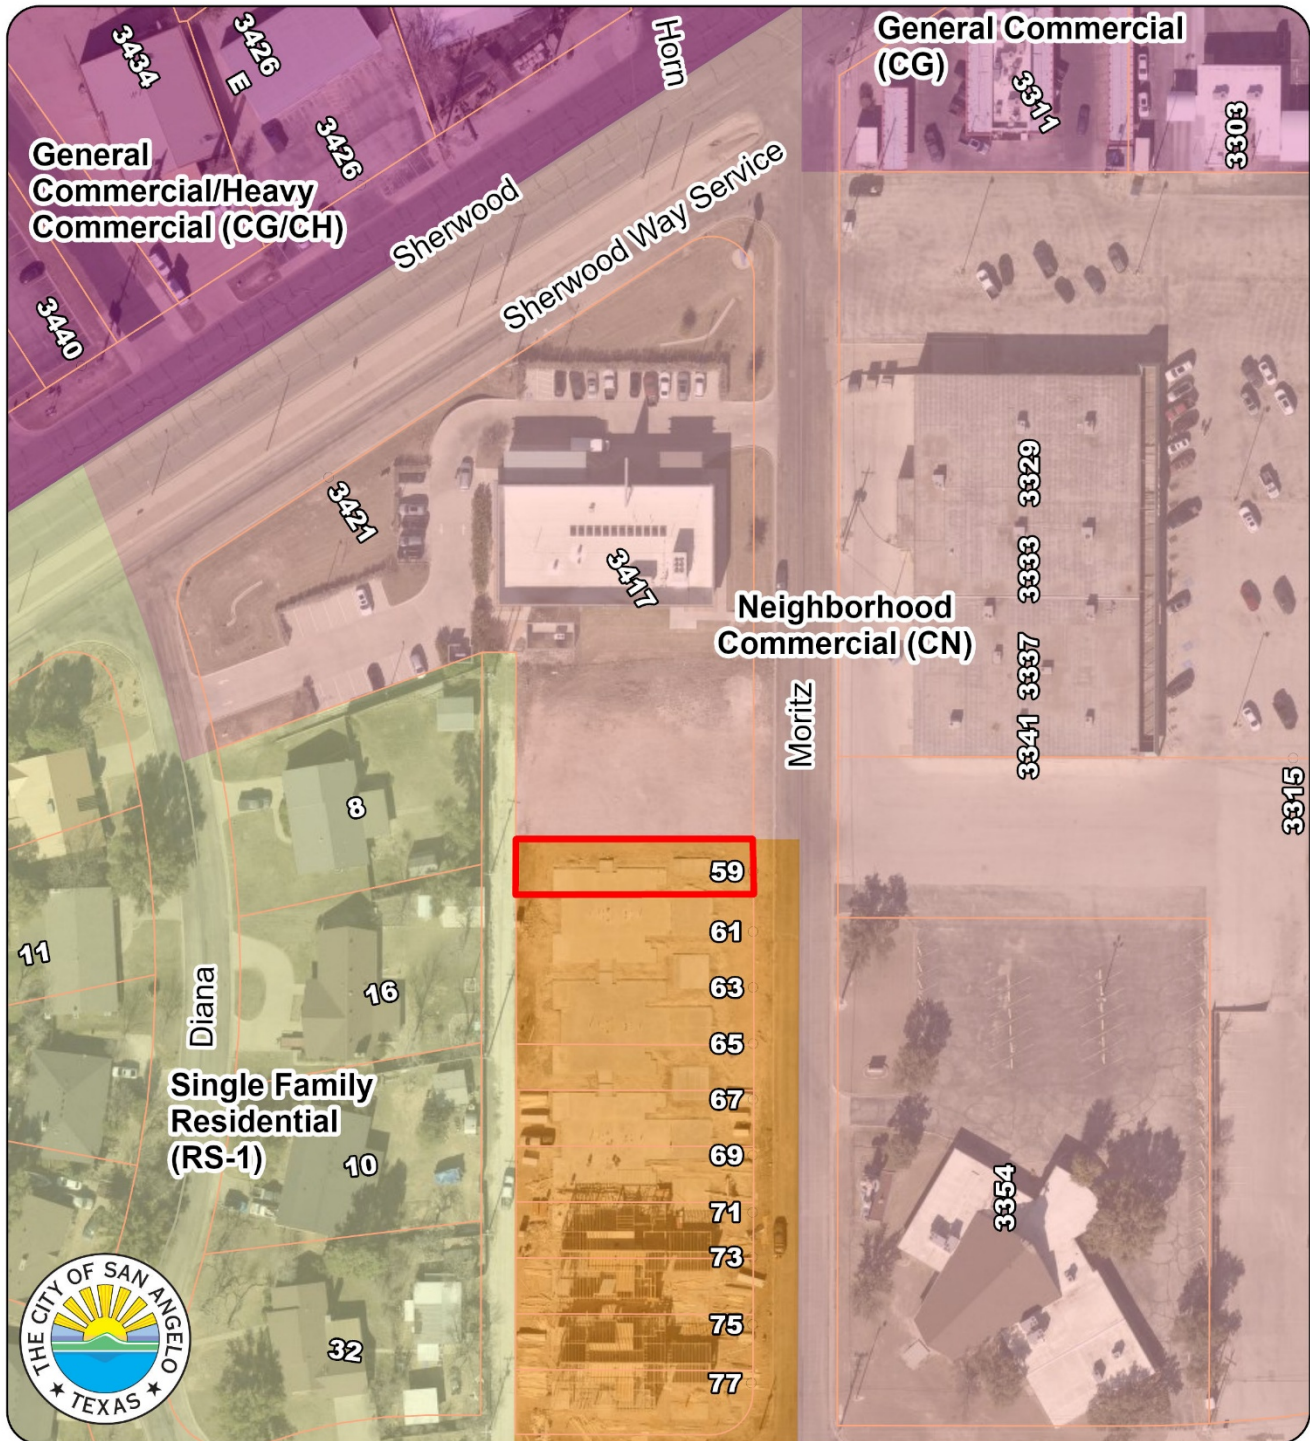 3434
3426
E
3426
Horn
General Commercial
(CG)
3311
3303
General
Commercial/Heavy
Commercial (CG/CH)
3440
Sherwood
Sherwood Way Service
3421
3417
3329
3333
3337
3341
3315
Neighborhood
Commercial (CN)
Moritz
8
59
61
63
65
67
69
71
73
75
77
11
16
Diana
Single Family
Residential
(RS-1)
10
32
3354
THE CITY OF SAN ANGELO
TEXAS